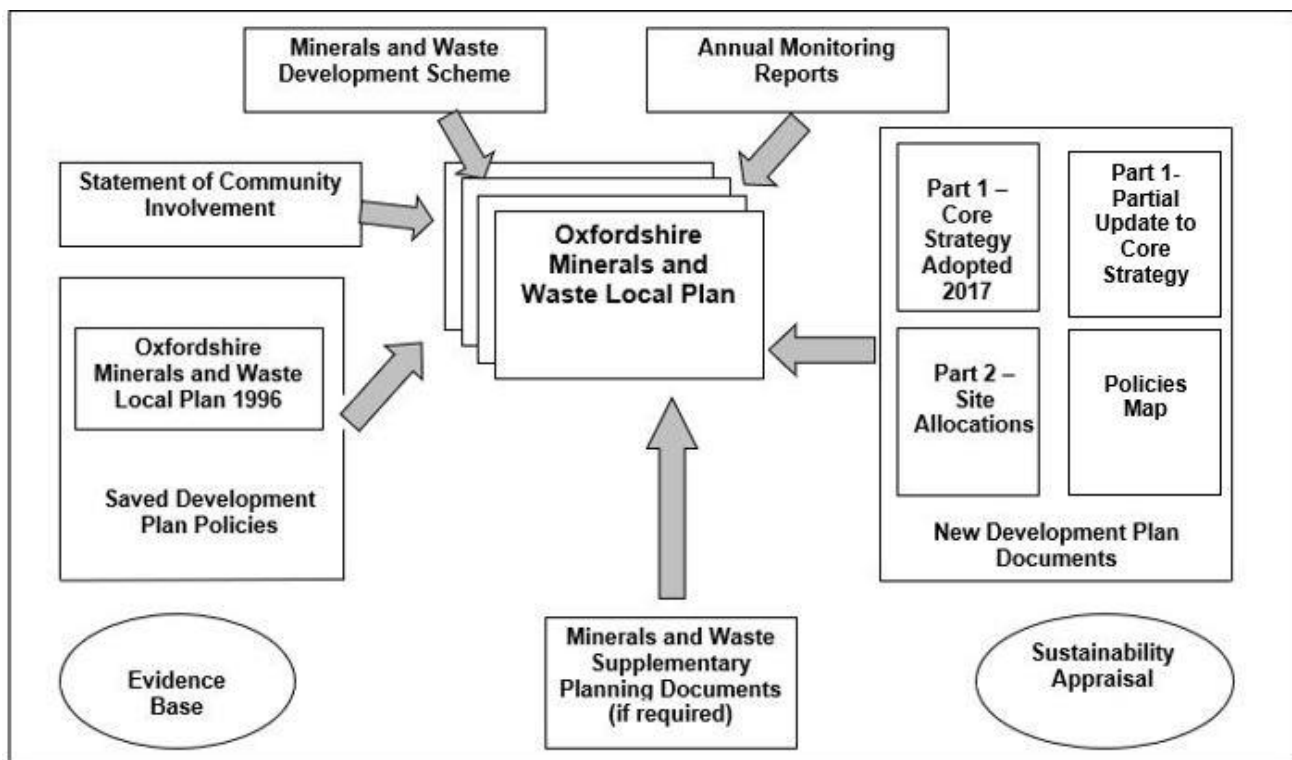 Minerals and Waste
Development Scheme
Annual Monitoring
Reports
Statement of Community
Involvement
Oxfordshire
Minerals and
Waste Local Plan
Part 1 –
Core
Strategy
Adopted
2017
Part 1-
Partial
Update to
Core
Strategy
Oxfordshire
Minerals and Waste
Local Plan 1996
Saved Development
Plan Policies
Part 2 –
Site
Allocations
Policies
Map
New Development Plan
Documents
Evidence
Base
Minerals and Waste
Supplementary
Planning Documents
(if required)
Sustainability
Appraisal